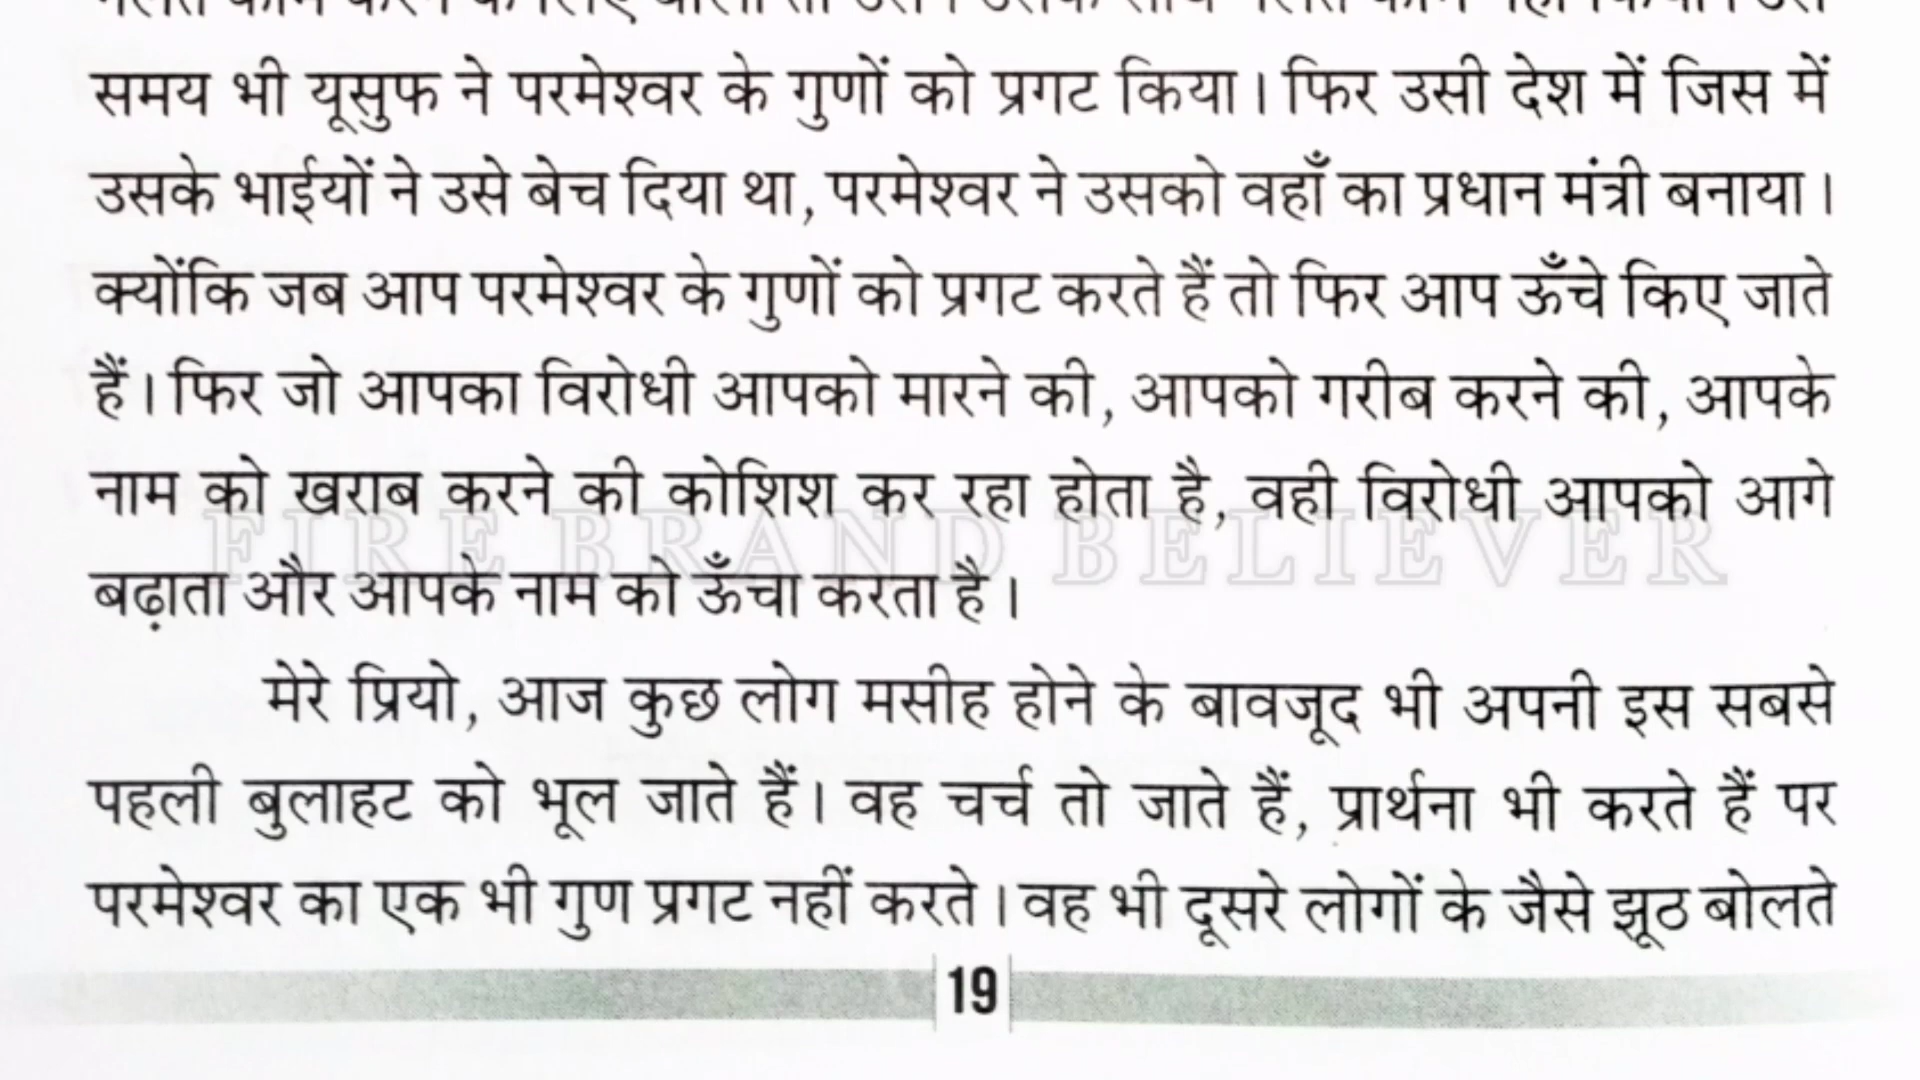 समय भी यूसुफ ने परमेश्वर के गुणों को प्रगट किया। फिर उसी देश में जिस में
उसके भाईयों ने उसे बेच दिया था, परमेश्वर ने उसको वहाँ का प्रधान मंत्री बनाया।
क्योंकि जब आप परमेश्वर के गुणों को प्रगट करते हैं तो फिर आप ऊँचे किए जाते
हैं। फिर जो आपका विरोधी आपको मारने की, आपको गरीब करने की, आपके
नाम को खराब करने की कोशिश कर रहा होता है, वही विरोधी आपको आगे
FIRE BRAND BELIEVER
बढ़ाता और आपके नाम को ऊँचा करता है।
मेरे प्रियो, आज कुछ लोग मसीह होने के बावजूद भी अपनी इस सबसे
पहली बुलाहट को भूल जाते हैं। वह चर्च तो जाते हैं, प्रार्थना भी करते हैं पर
परमेश्वर का एक भी गुण प्रगट नहीं करते। वह भी दूसरे लोगों के जैसे झूठ बोलते
19